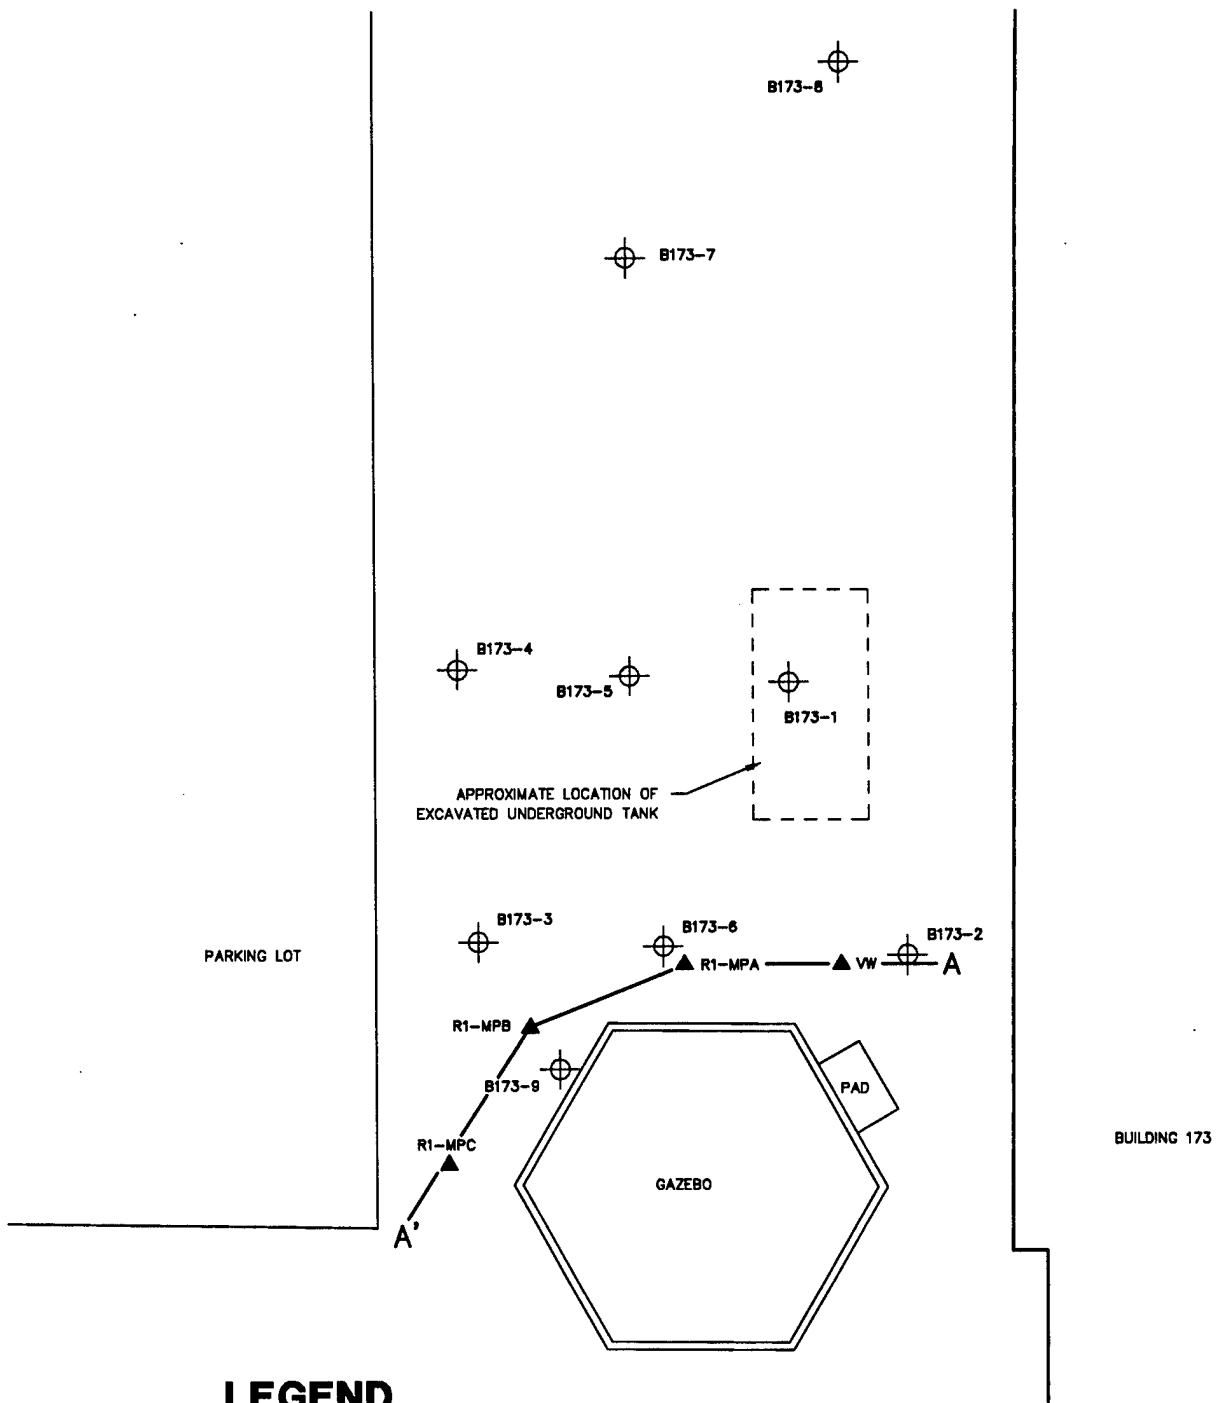 B173-8
B173-7
B173-4
B173-5
B173-1
APPROXIMATE LOCATION OF
EXCAVATED UNDERGROUND TANK
B173-3
B173-6
B173-2
PARKING LOT
R1-MPA
VW
A
R1-MPB
B173-9
PAD
R1-MPC
BUILDING 173
GAZEBO
A'
LEGEND